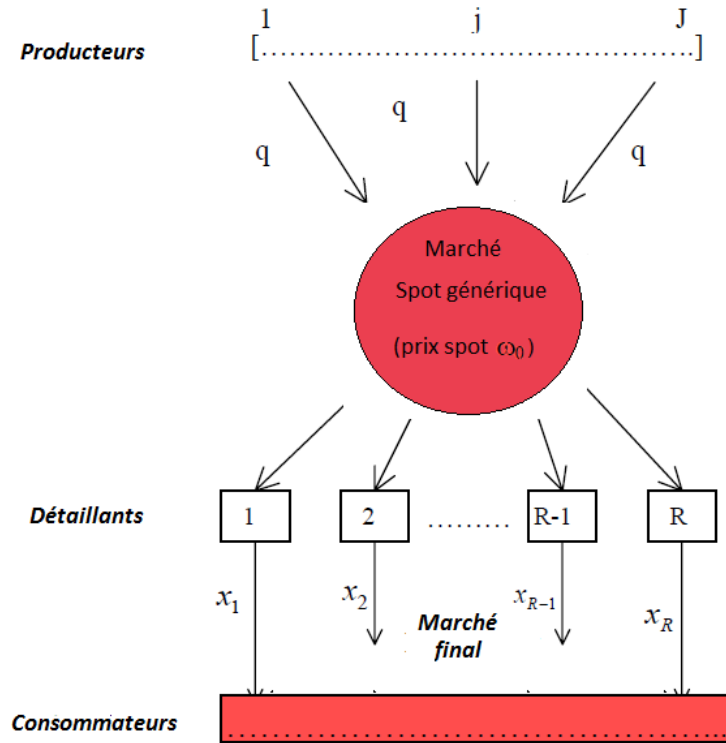 1 j J
Producteurs [...............................................]
q
q q
Marché
Spot générique
(prix spot ω₀)
Détaillants 1 2 ......... R-1 R
x₁ x₂ x_{R-1} x_R
Marché
final
Consommateurs ...............................................